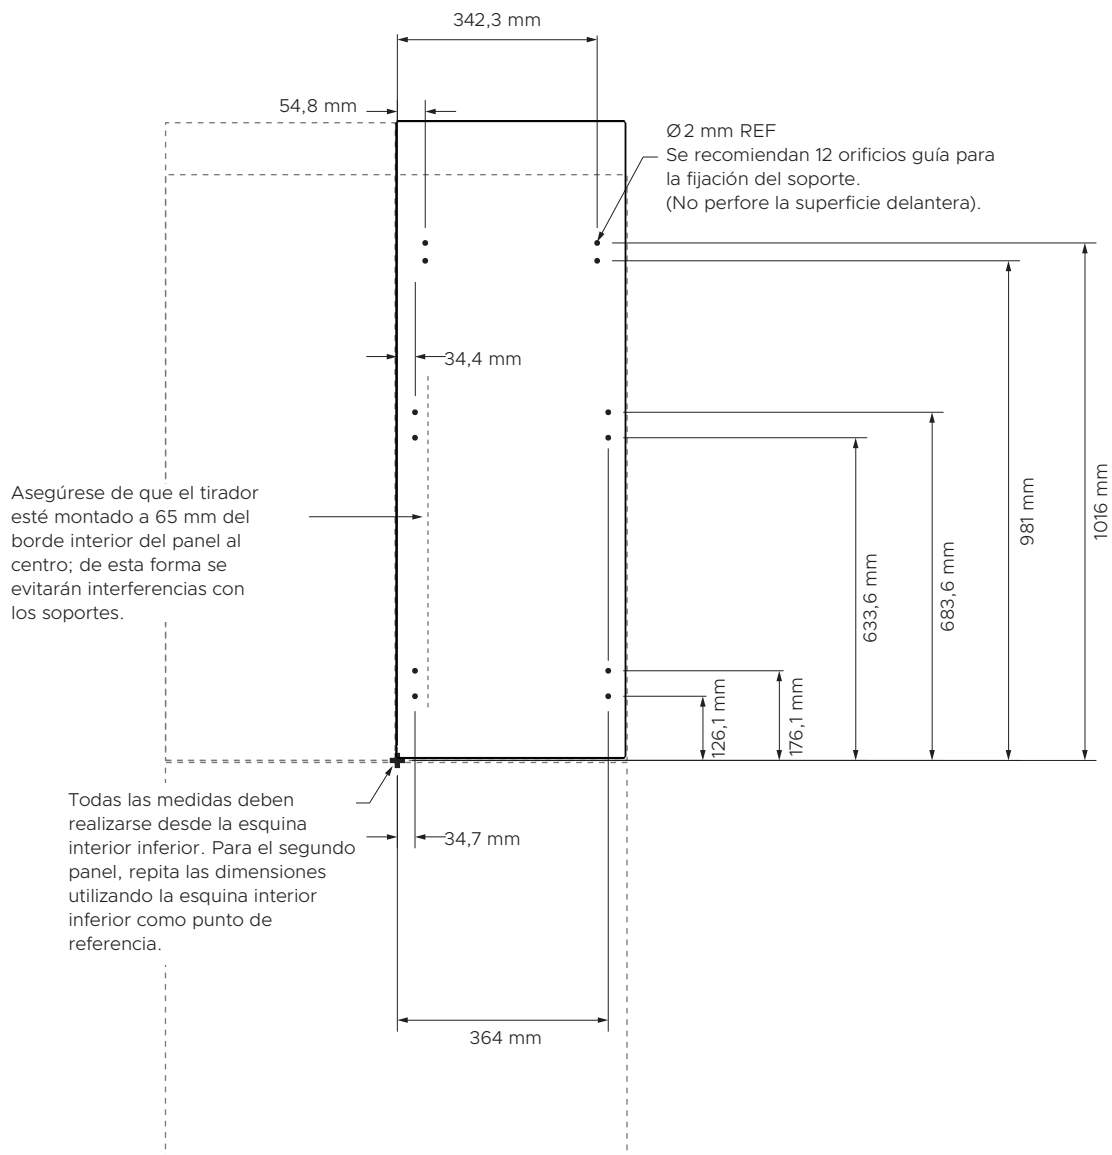 342,3 mm
54,8 mm
Ø2 mm REF
Se recomiendan 12 orificios guía para
la fijación del soporte.
(No perfore la superficie delantera).
34,4 mm
Asegúrese de que el tirador
esté montado a 65 mm del
borde interior del panel al
centro; de esta forma se
evitarán interferencias con
los soportes.
126,1 mm
176,1 mm
633,6 mm
683,6 mm
981 mm
1016 mm
Todas las medidas deben
realizarse desde la esquina
interior inferior. Para el segundo
panel, repita las dimensiones
utilizando la esquina interior
inferior como punto de
referencia.
34,7 mm
364 mm